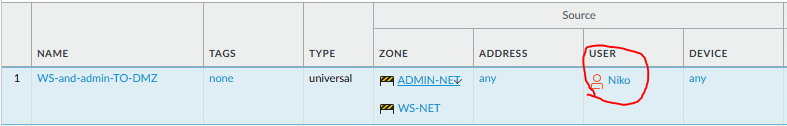 Source
NAME TAGS TYPE ZONE ADDRESS USER DEVICE
1 WS-and-admin-TO-DMZ none universal ADMIN-NET any Niko any
WS-NET